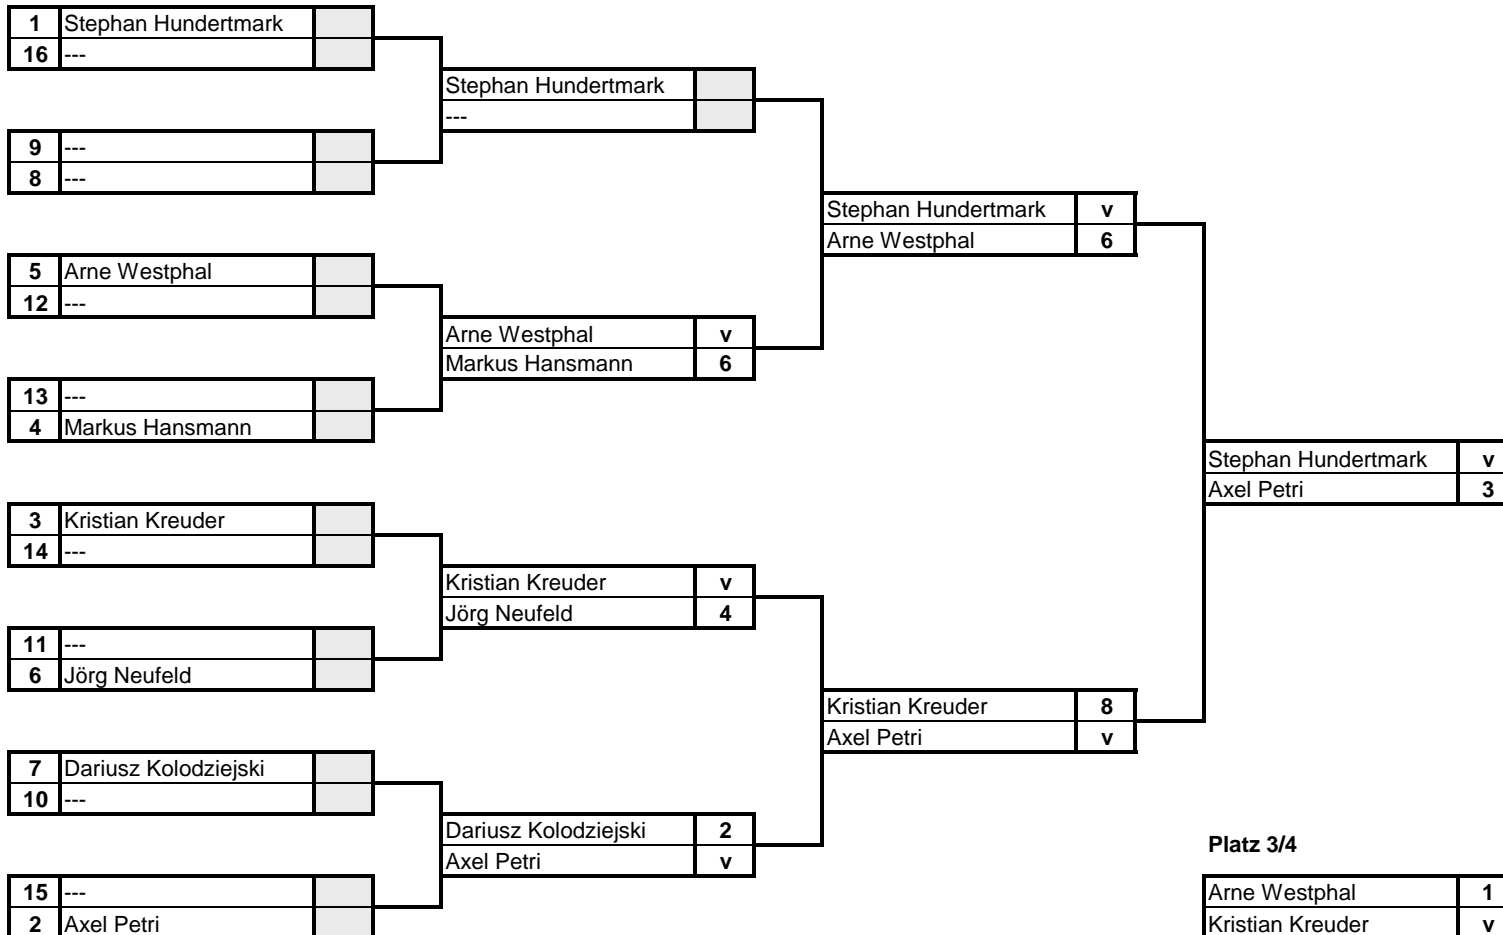 1 Stephan Hundertmark
16 ---
Stephan Hundertmark
---
9 ---
8 ---
Stephan Hundertmark v
Arne Westphal 6
5 Arne Westphal
12 ---
Arne Westphal v
Markus Hansmann 6
13 ---
4 Markus Hansmann
Stephan Hundertmark v
Axel Petri 3
3 Kristian Kreuder
14 ---
Kristian Kreuder v
Jörg Neufeld 4
11 ---
6 Jörg Neufeld
Kristian Kreuder 8
Axel Petri v
7 Dariusz Kolodziejski
10 ---
Dariusz Kolodziejski 2
Axel Petri v
Platz 3/4
15 ---
2 Axel Petri
Arne Westphal 1
Kristian Kreuder v